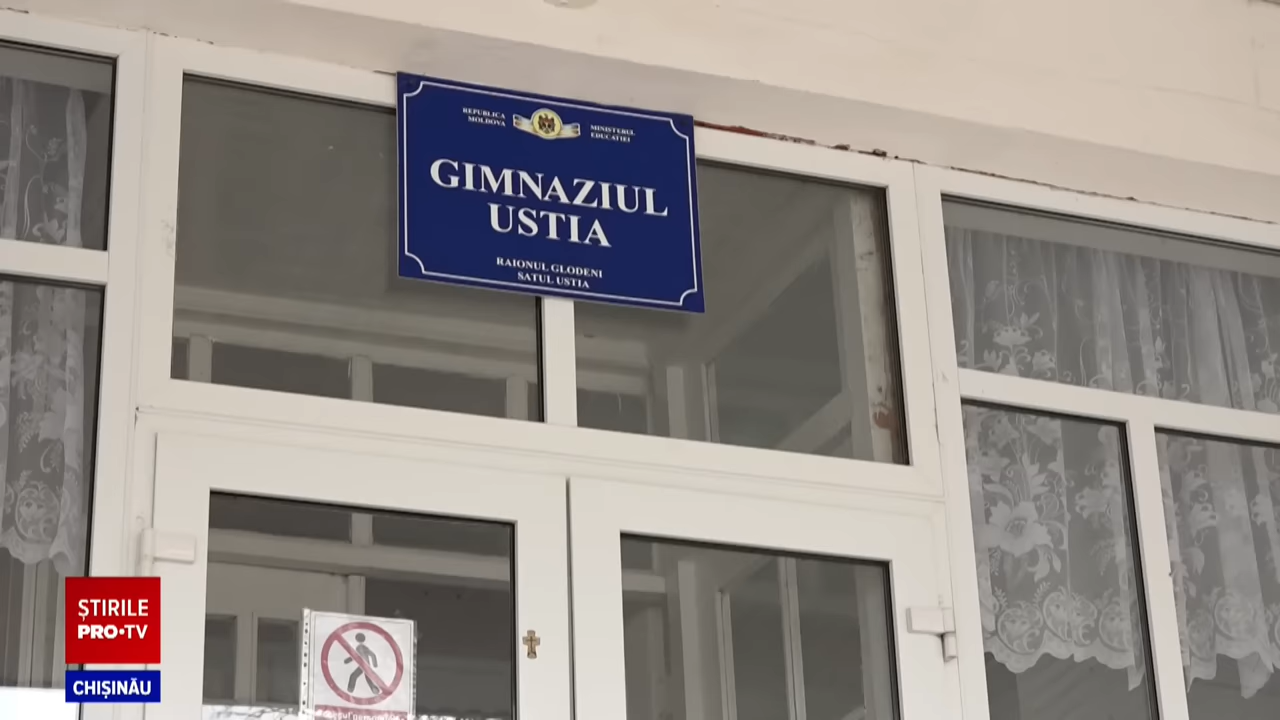 REPUBLICA
MOLDOVA
MINISTERUL
EDUCAȚIEI
GIMNAZIUL
USTIA
RAIONUL GLODENI
SATUL USTIA
ȘTIRILE
PRO•TV
CHIȘINĂU